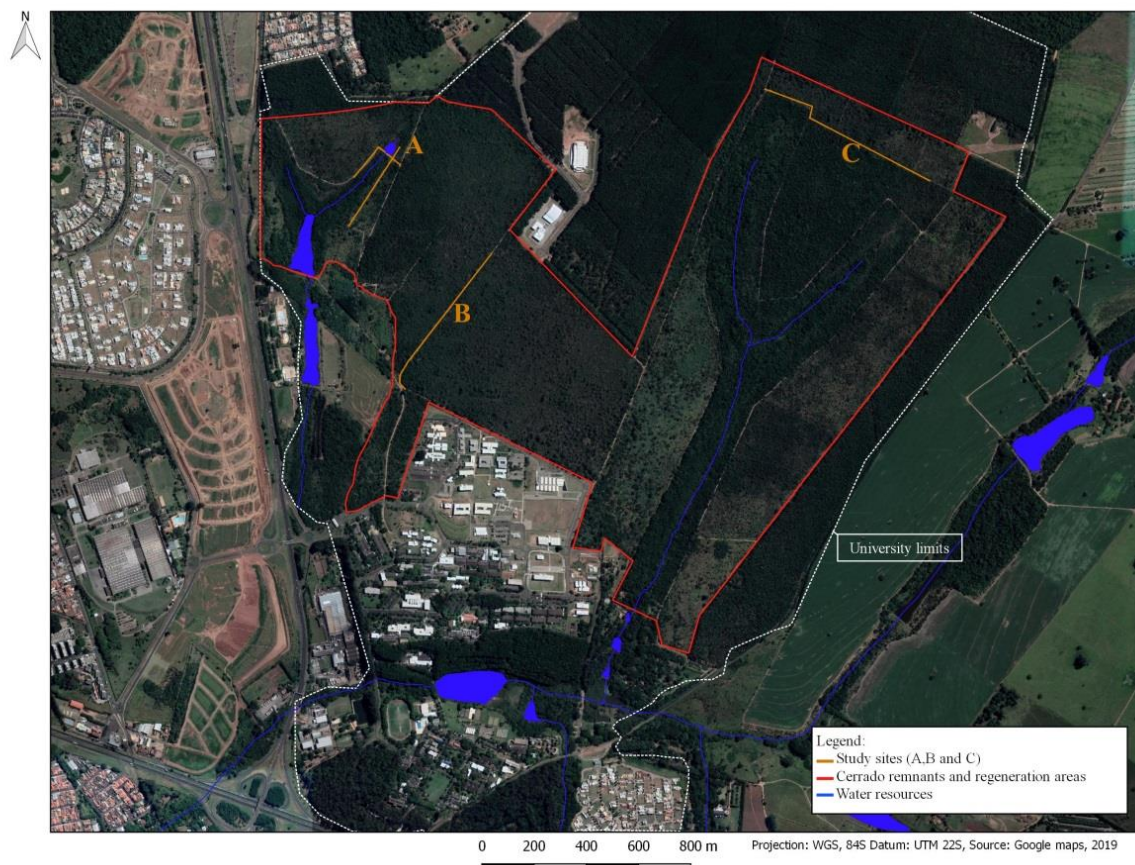 N
A
C
B
University limits
Legend:
Study sites (A,B and C)
Cerrado remnants and regeneration areas
Water resources
0 200 400 600 800 m
Projection: WGS, 84S Datum: UTM 22S, Source: Google maps, 2019